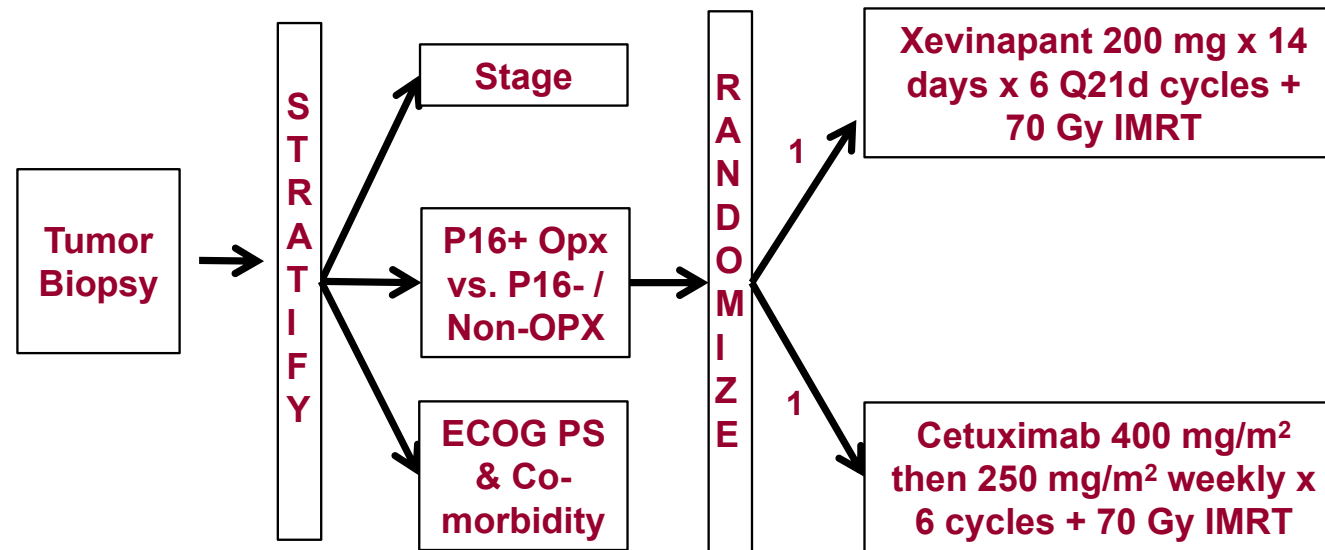 Tumor
Biopsy
STRATIFY
Stage
P16+ Opx
vs. P16- /
Non-OPX
ECOG PS
& Co-
morbidity
RANDOMIZE
1
1
Xevinapant 200 mg x 14
days x 6 Q21d cycles +
70 Gy IMRT
Cetuximab 400 mg/m²
then 250 mg/m² weekly x
6 cycles + 70 Gy IMRT